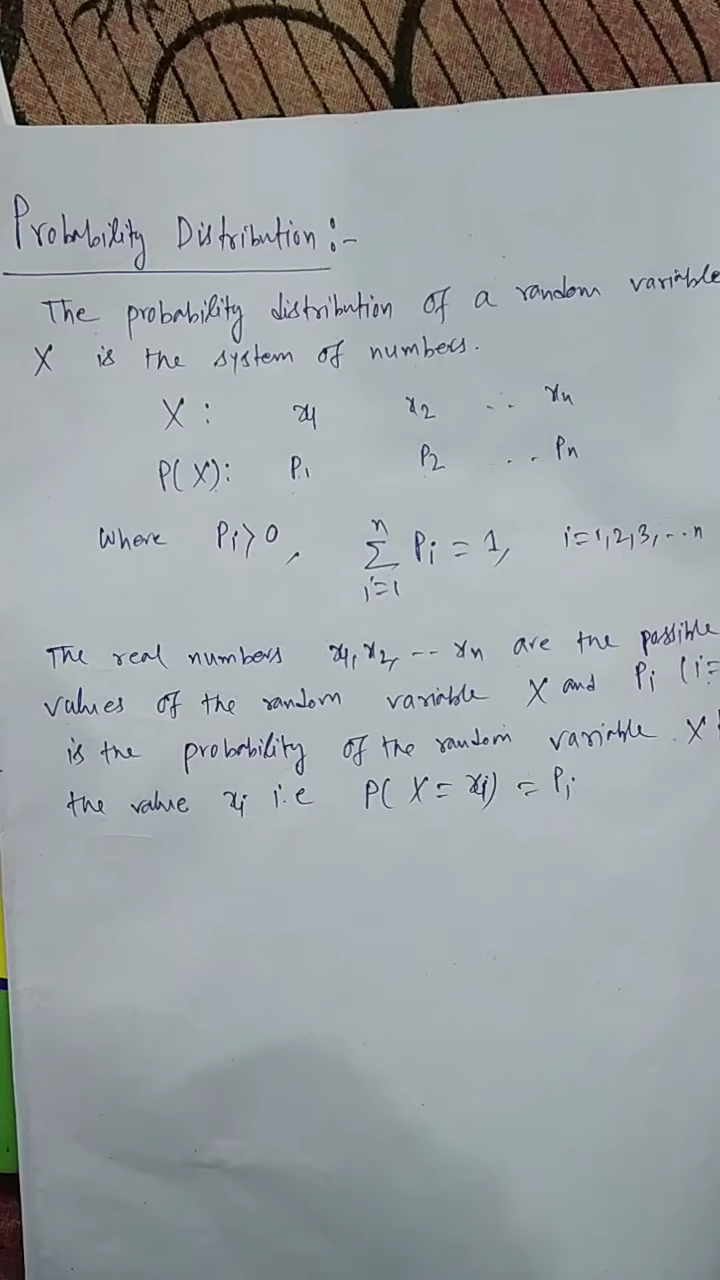 Probability Distribution :-
The probability distribution of a random variable
X is the system of numbers.
X : x1 x2 .. xn
P(X): P1 P2 .. Pn
Where Pi > 0, n∑i=1 Pi = 1, i=1,2,3,...n
The real numbers x1, x2, -- xn are the possible
values of the random variable X and Pi (i=
is the probability of the random variable X
the value xi i.e P( X = xi) = Pi